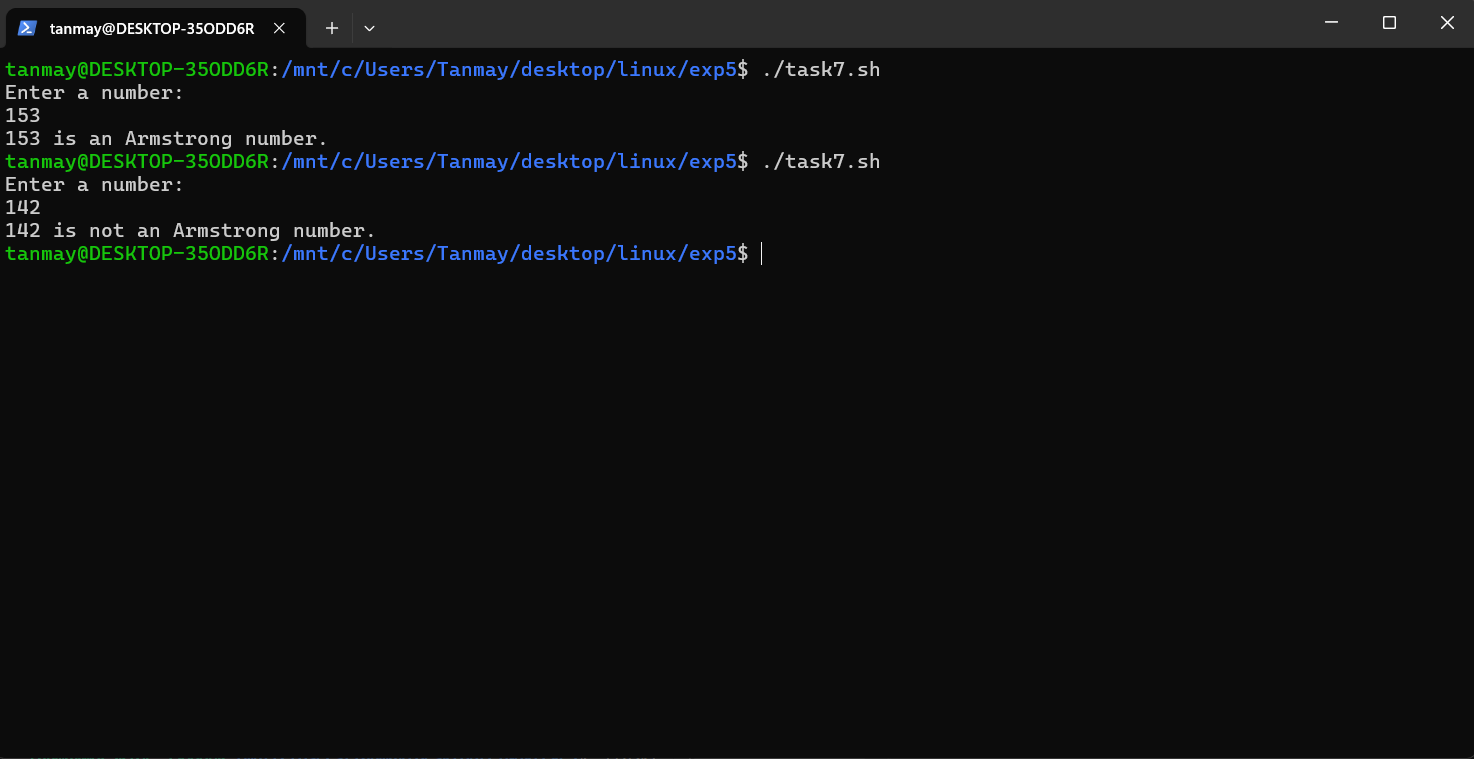 tanmay@DESKTOP-35ODD6R
tanmay@DESKTOP-35ODD6R:/mnt/c/Users/Tanmay/desktop/linux/exp5$ ./task7.sh
Enter a number:
153
153 is an Armstrong number.
tanmay@DESKTOP-35ODD6R:/mnt/c/Users/Tanmay/desktop/linux/exp5$ ./task7.sh
Enter a number:
142
142 is not an Armstrong number.
tanmay@DESKTOP-35ODD6R:/mnt/c/Users/Tanmay/desktop/linux/exp5$